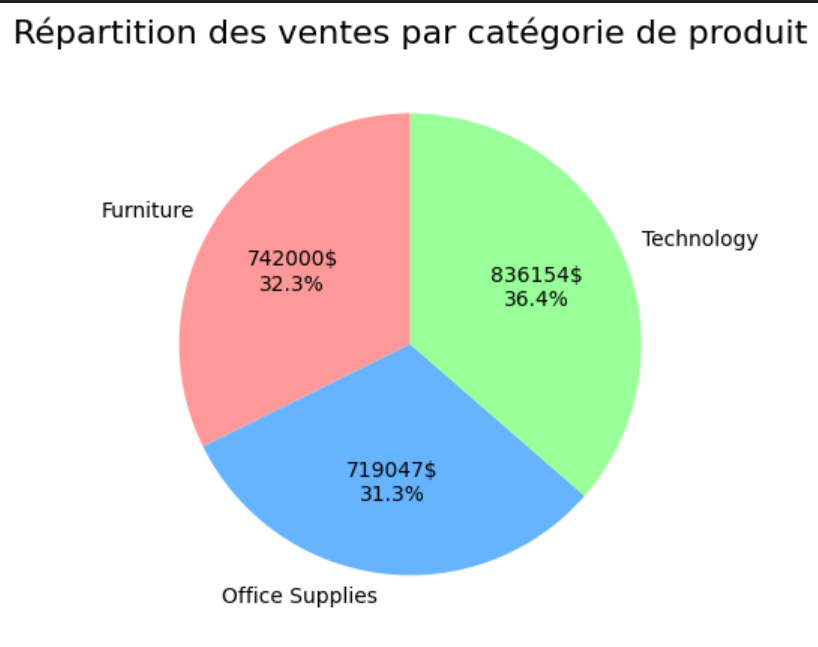 Répartition des ventes par catégorie de produit
Furniture
Technology
742000$
32.3%
836154$
36.4%
719047$
31.3%
Office Supplies